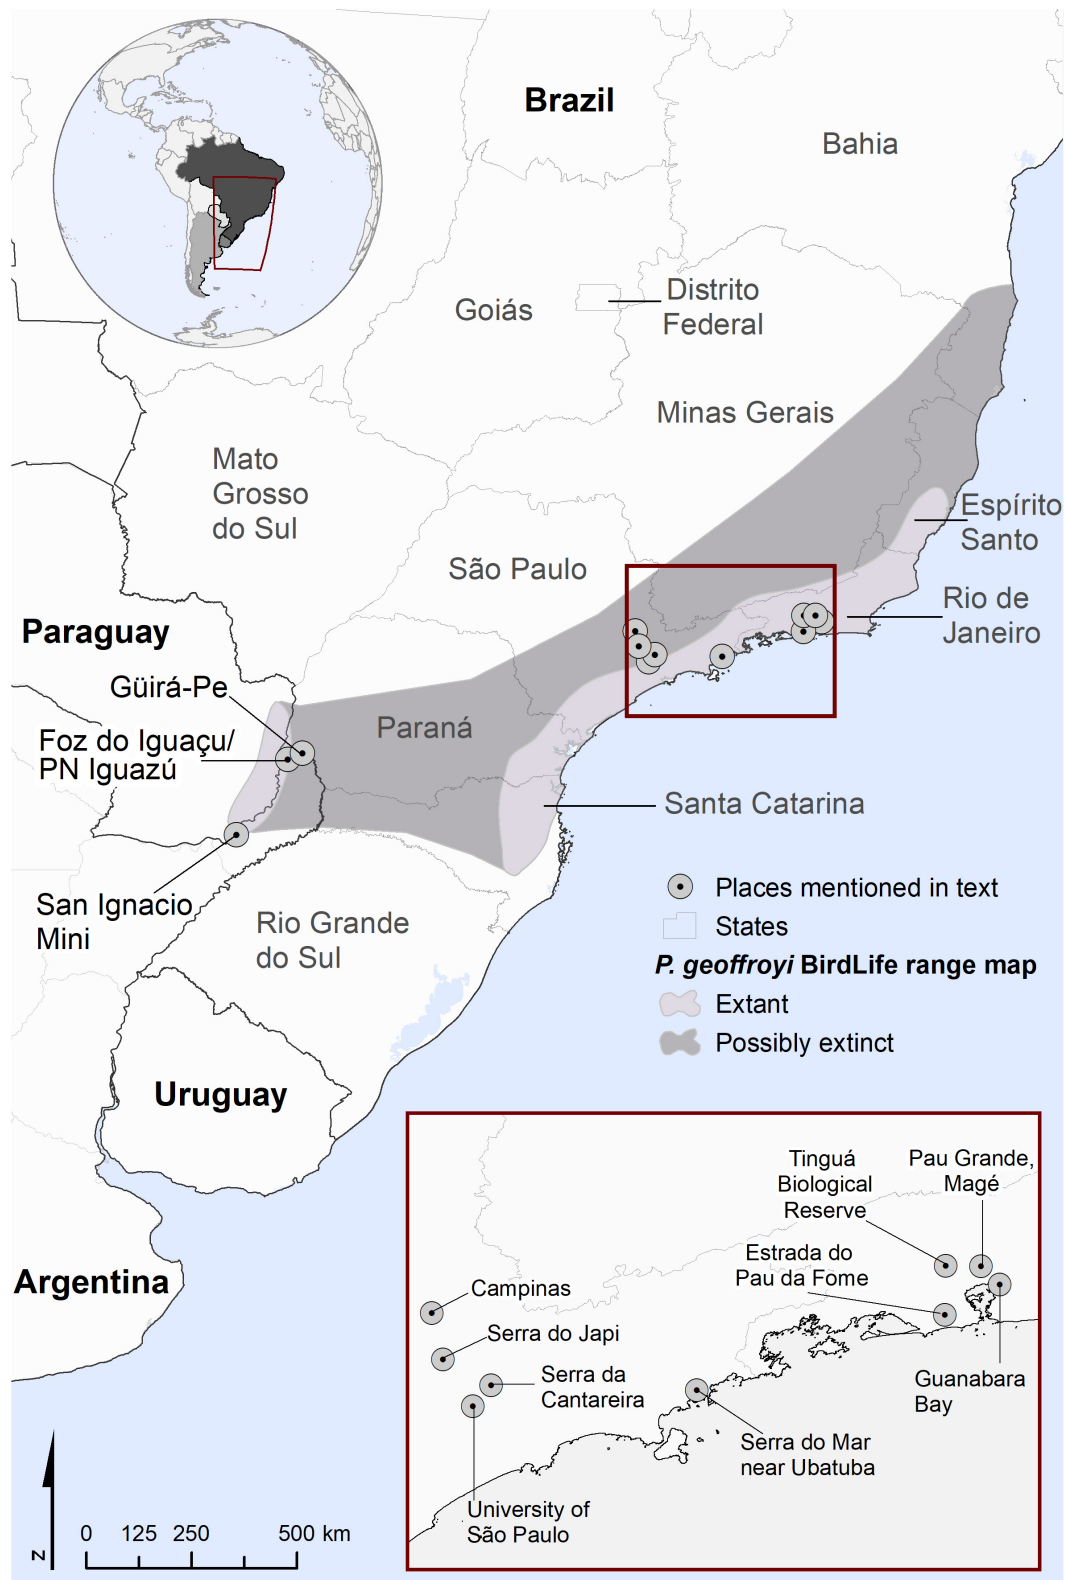 Brazil
Bahia
Distrito
Federal
Goiás
Minas Gerais
Mato
Grosso
do Sul
Espírito
Santo
São Paulo
Rio de
Janeiro
Paraguay
Güirá-Pe
Foz do Iguaçu/
PN Iguazú
Paraná
Santa Catarina
San Ignacio
Mini
Rio Grande
do Sul
Places mentioned in text
States
P. geoffroyi BirdLife range map
Extant
Possibly extinct
Uruguay
Argentina
Tinguá
Biological
Reserve
Pau Grande,
Magé
Estrada do
Pau da Fome
Campinas
Serra do Japi
Serra da
Cantareira
Guanabara
Bay
Serra do Mar
near Ubatuba
University of
São Paulo
N
0 125 250 500 km